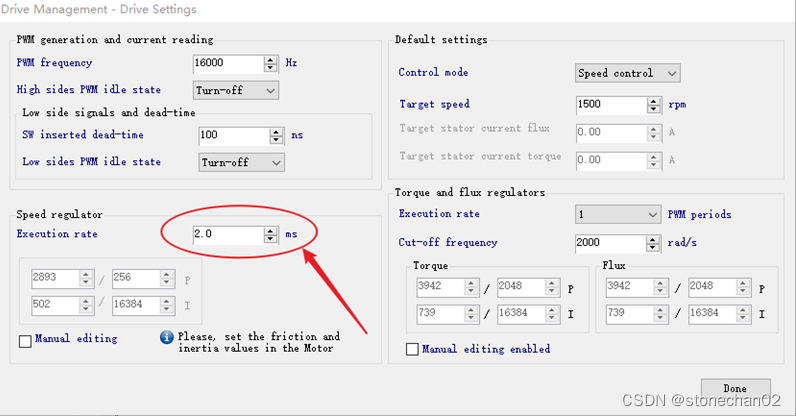 Drive Management - Drive Settings
PWM generation and current reading
PWM frequency 16000 Hz
High sides PWM idle state Turn-off
Low side signals and dead-time
SW inserted dead-time 100 ns
Low sides PWM idle state Turn-off
Speed regulator
Execution rate 2.0 ms
2893 / 256 P
502 / 16384 I
Manual editing
Please, set the friction and
inertia values in the Motor
Default settings
Control mode Speed control
Target speed 1500 rpm
Target stator current flux 0.00 A
Target stator current torque 0.00 A
Torque and flux regulators
Execution rate 1 PWM periods
Cut-off frequency 2000 rad/s
Torque Flux
3942 / 2048 P 3942 / 2048 P
739 / 16384 I 739 / 16384 I
Manual editing enabled
Done
CSDN @stonechan02